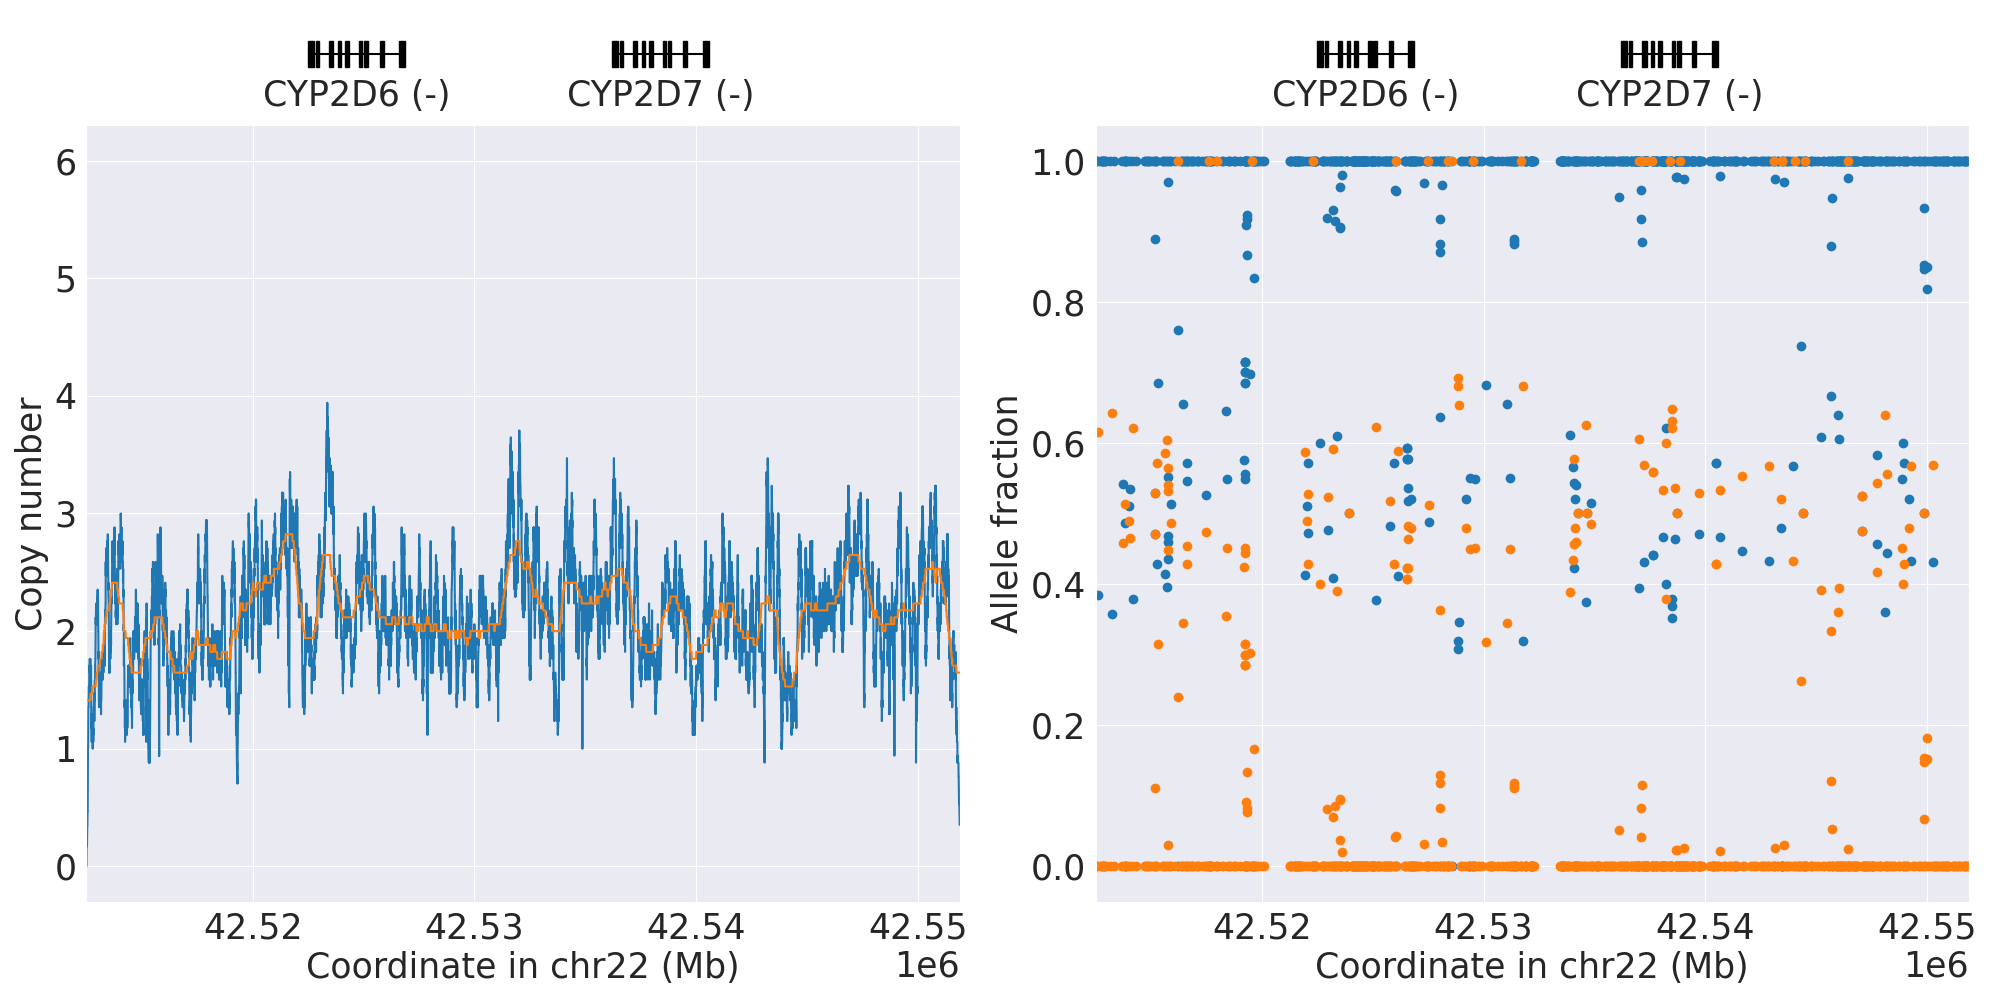 CYP2D6 (-) CYP2D7 (-)
6
5
4
3
2
1
0
Copy number
42.52 42.53 42.54 42.55
Coordinate in chr22 (Mb)
1e6
CYP2D6 (-) CYP2D7 (-)
1.0
0.8
0.6
0.4
0.2
0.0
Allele fraction
42.52 42.53 42.54 42.55
Coordinate in chr22 (Mb)
1e6